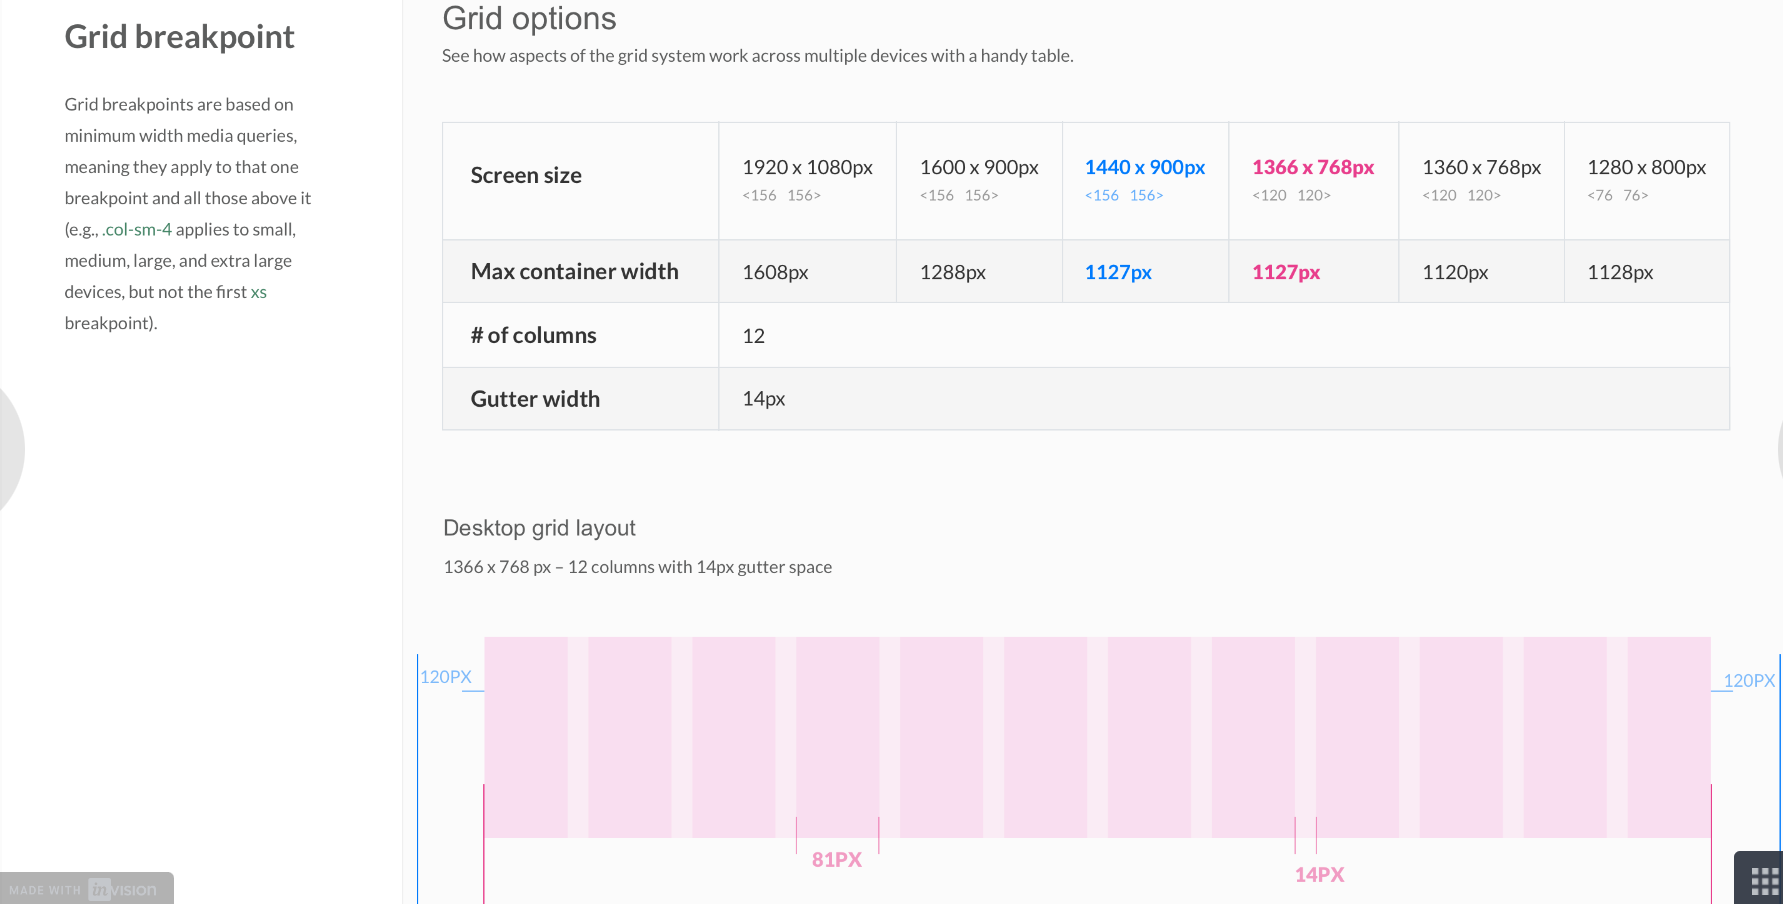 Grid breakpoint
Grid breakpoints are based on
minimum width media queries,
meaning they apply to that one
breakpoint and all those above it
(e.g., .col-sm-4 applies to small,
medium, large, and extra large
devices, but not the first xs
breakpoint).
Grid options
See how aspects of the grid system work across multiple devices with a handy table.
Screen size
1920 x 1080px
<156 156>
1600 x 900px
<156 156>
1440 x 900px
<156 156>
1366 x 768px
<120 120>
1360 x 768px
<120 120>
1280 x 800px
<76 76>
Max container width
1608px
1288px
1127px
1127px
1120px
1128px
# of columns
12
Gutter width
14px
Desktop grid layout
1366 x 768 px – 12 columns with 14px gutter space
120PX
120PX
81PX
14PX
MADE WITH inVISION